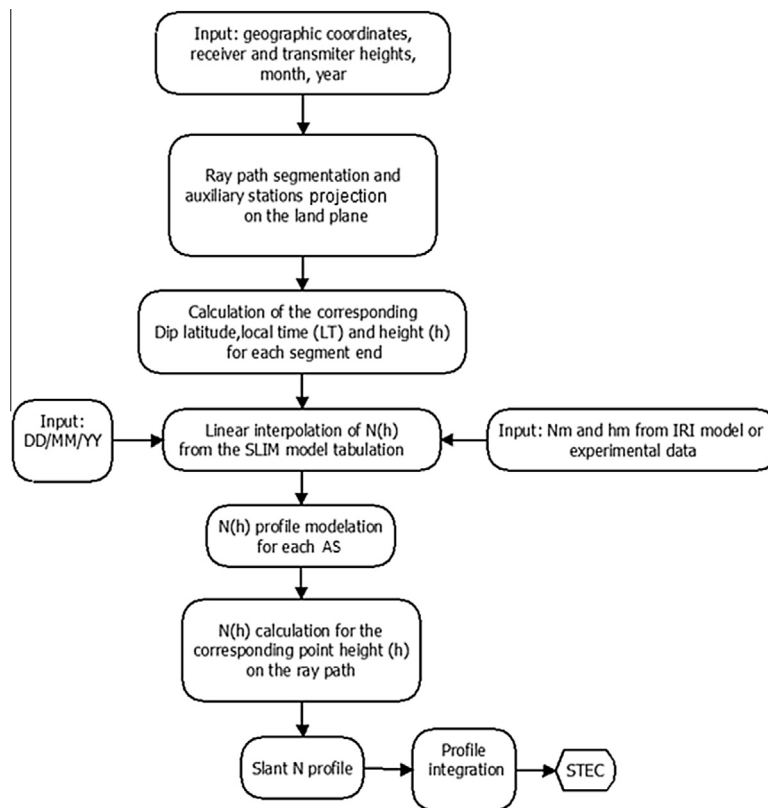 Input: geographic coordinates,
receiver and transmiter heights,
month, year
Ray path segmentation and
auxiliary stations projection
on the land plane
Calculation of the corresponding
Dip latitude,local time (LT) and height (h)
for each segment end
Input:
DD/MM/YY
Linear interpolation of N(h)
from the SLIM model tabulation
Input: Nm and hm from IRI model or
experimental data
N(h) profile modelation
for each AS
N(h) calculation for the
corresponding point height (h)
on the ray path
Slant N profile
Profile
integration
STEC